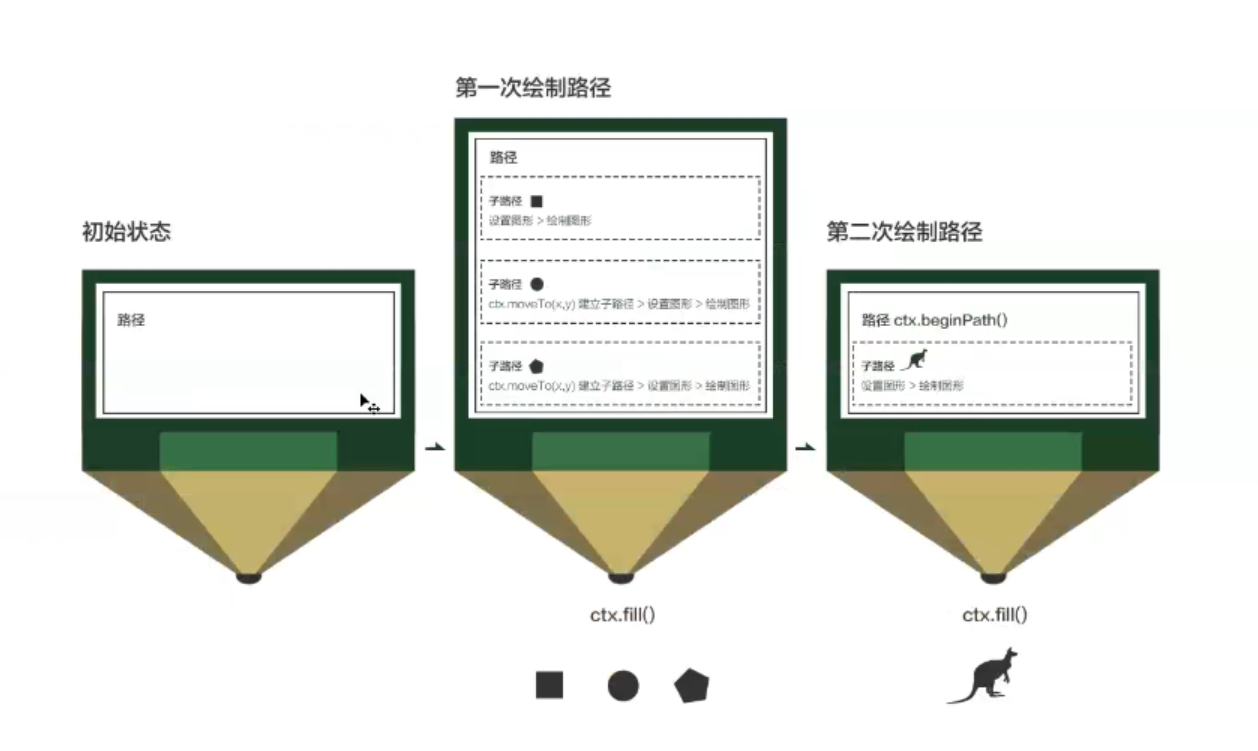 初始状态
路径
第一次绘制路径
路径
子路径
设置图形 > 绘制图形
子路径
ctx.moveTo(x,y) 建立子路径 > 设置图形 > 绘制图形
子路径
ctx.moveTo(x,y) 建立子路径 > 设置图形 > 绘制图形
ctx.fill()
第二次绘制路径
路径 ctx.beginPath()
子路径
设置图形 > 绘制图形
ctx.fill()